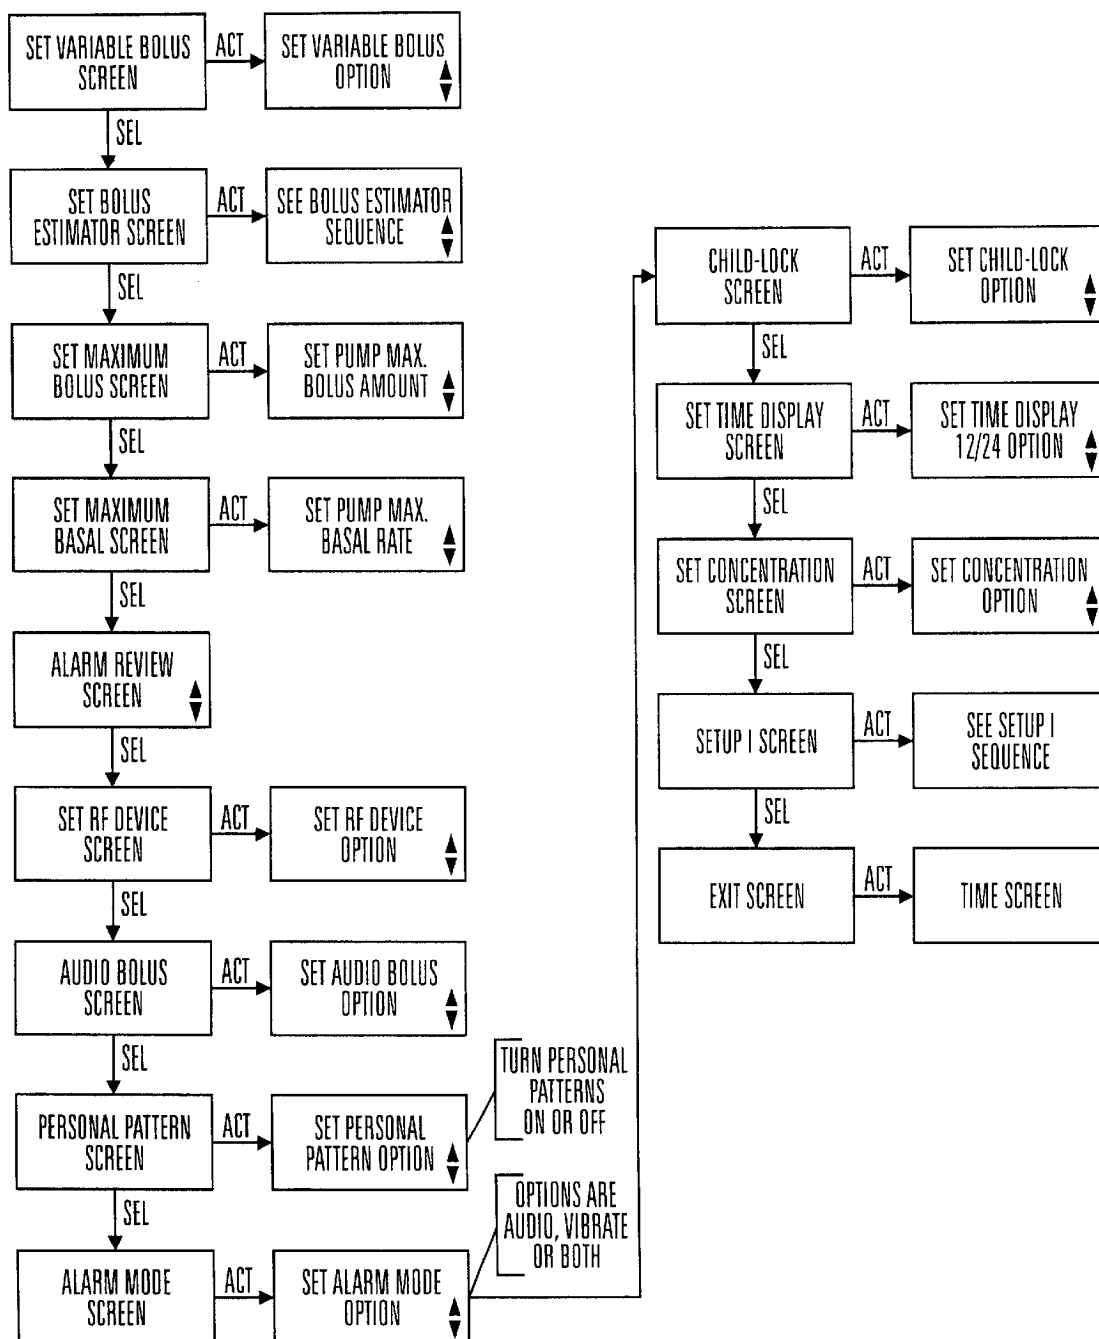 SET VARIABLE BOLUS
SCREEN
ACT
SET VARIABLE BOLUS
OPTION
SEL
SET BOLUS
ESTIMATOR SCREEN
ACT
SEE BOLUS ESTIMATOR
SEQUENCE
SEL
SET MAXIMUM
BOLUS SCREEN
ACT
SET PUMP MAX.
BOLUS AMOUNT
SEL
SET MAXIMUM
BASAL SCREEN
ACT
SET PUMP MAX.
BASAL RATE
SEL
ALARM REVIEW
SCREEN
SEL
SET RF DEVICE
SCREEN
ACT
SET RF DEVICE
OPTION
SEL
AUDIO BOLUS
SCREEN
ACT
SET AUDIO BOLUS
OPTION
SEL
PERSONAL PATTERN
SCREEN
ACT
SET PERSONAL
PATTERN OPTION
TURN PERSONAL
PATTERNS
ON OR OFF
SEL
ALARM MODE
SCREEN
ACT
SET ALARM MODE
OPTION
OPTIONS ARE
AUDIO, VIBRATE
OR BOTH
CHILD-LOCK
SCREEN
ACT
SET CHILD-LOCK
OPTION
SEL
SET TIME DISPLAY
SCREEN
ACT
SET TIME DISPLAY
12/24 OPTION
SEL
SET CONCENTRATION
SCREEN
ACT
SET CONCENTRATION
OPTION
SEL
SETUP I SCREEN
ACT
SEE SETUP I
SEQUENCE
SEL
EXIT SCREEN
ACT
TIME SCREEN